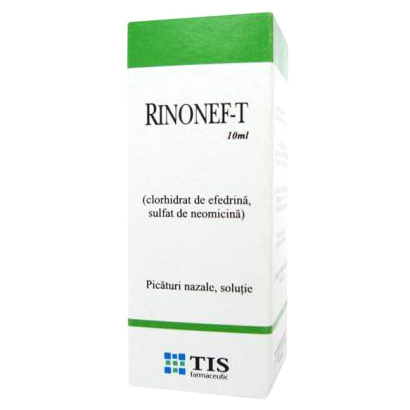 RINONEF-T
10ml
(clorhidrat de efedrină,
sulfat de neomicină)
Picături nazale, soluție
TIS
farmaceutic